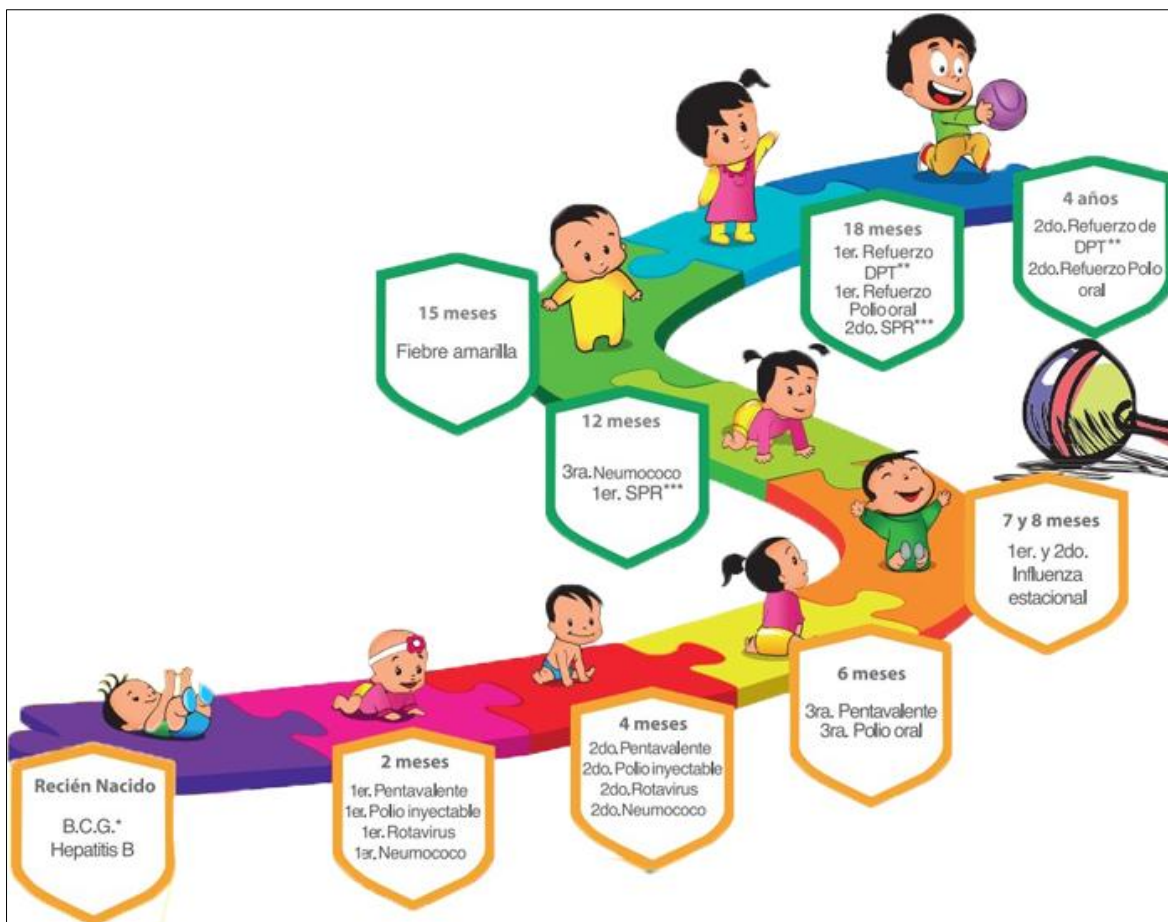 Recién Nacido
B.C.G.*
Hepatitis B
2 meses
1er. Pentavalente
1er. Polio inyectable
1er. Rotavirus
1er. Neumococo
4 meses
2do. Pentavalente
2do. Polio inyectable
2do. Rotavirus
2do. Neumococo
6 meses
3ra. Pentavalente
3ra. Polio oral
7 y 8 meses
1er. y 2do.
Influenza
estacional
12 meses
3ra. Neumococo
1er. SPR***
15 meses
Fiebre amarilla
18 meses
1er. Refuerzo
DPT**
1er. Refuerzo
Polio oral
2do. SPR***
4 años
2do. Refuerzo de
DPT**
2do. Refuerzo Polio
oral